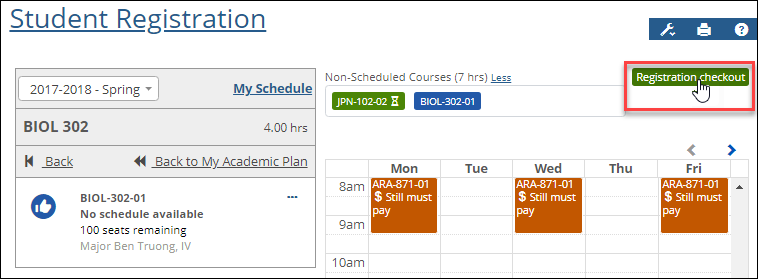 Student Registration
2017-2018 - Spring
My Schedule
BIOL 302
4.00 hrs
Back
Back to My Academic Plan
BIOL-302-01
No schedule available
100 seats remaining
Major Ben Truong, IV
Non-Scheduled Courses (7 hrs) Less
Registration checkout
JPN-102-02
BIOL-302-01
Mon Tue Wed Thu Fri
8am
ARA-871-01
$ Still must
pay
ARA-871-01
$ Still must
pay
ARA-871-01
$ Still must
pay
9am
10am